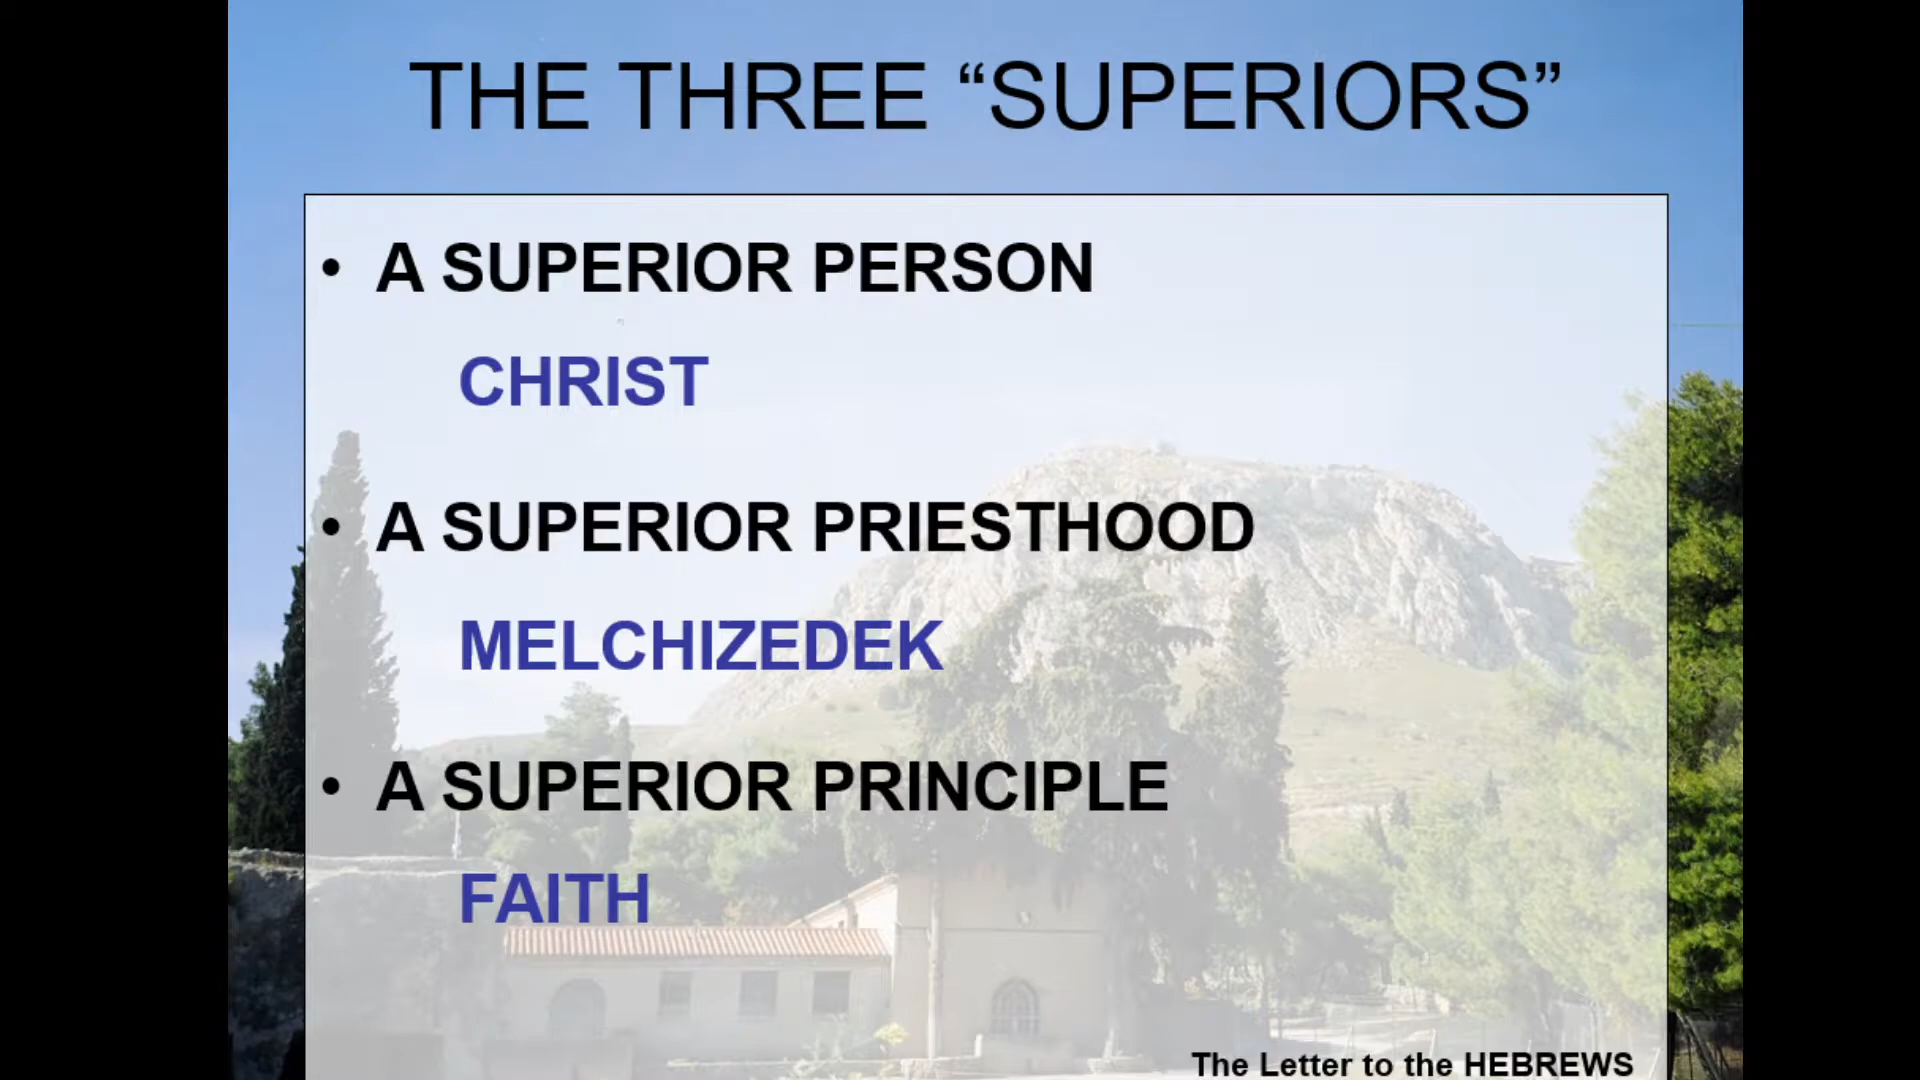 THE THREE “SUPERIORS”
• A SUPERIOR PERSON
CHRIST
• A SUPERIOR PRIESTHOOD
MELCHIZEDEK
• A SUPERIOR PRINCIPLE
FAITH
The Letter to the HEBREWS